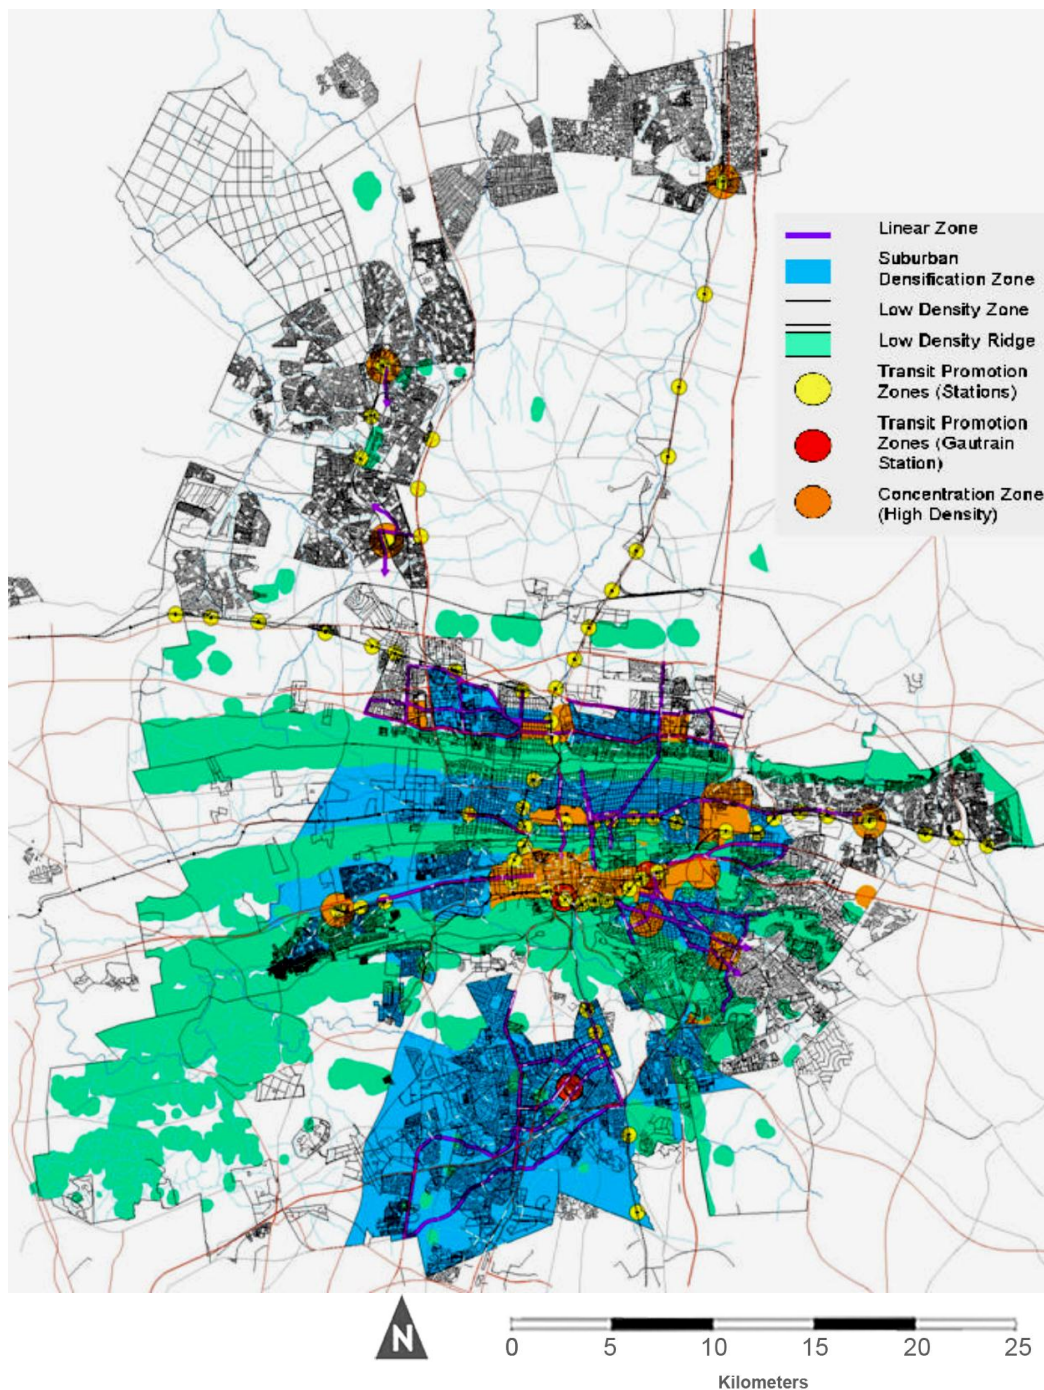 Linear Zone
Suburban
Densification Zone
Low Density Zone
Low Density Ridge
Transit Promotion
Zones (Stations)
Transit Promotion
Zones (Gautrain
Station)
Concentration Zone
(High Density)
N
0 5 10 15 20 25
Kilometers